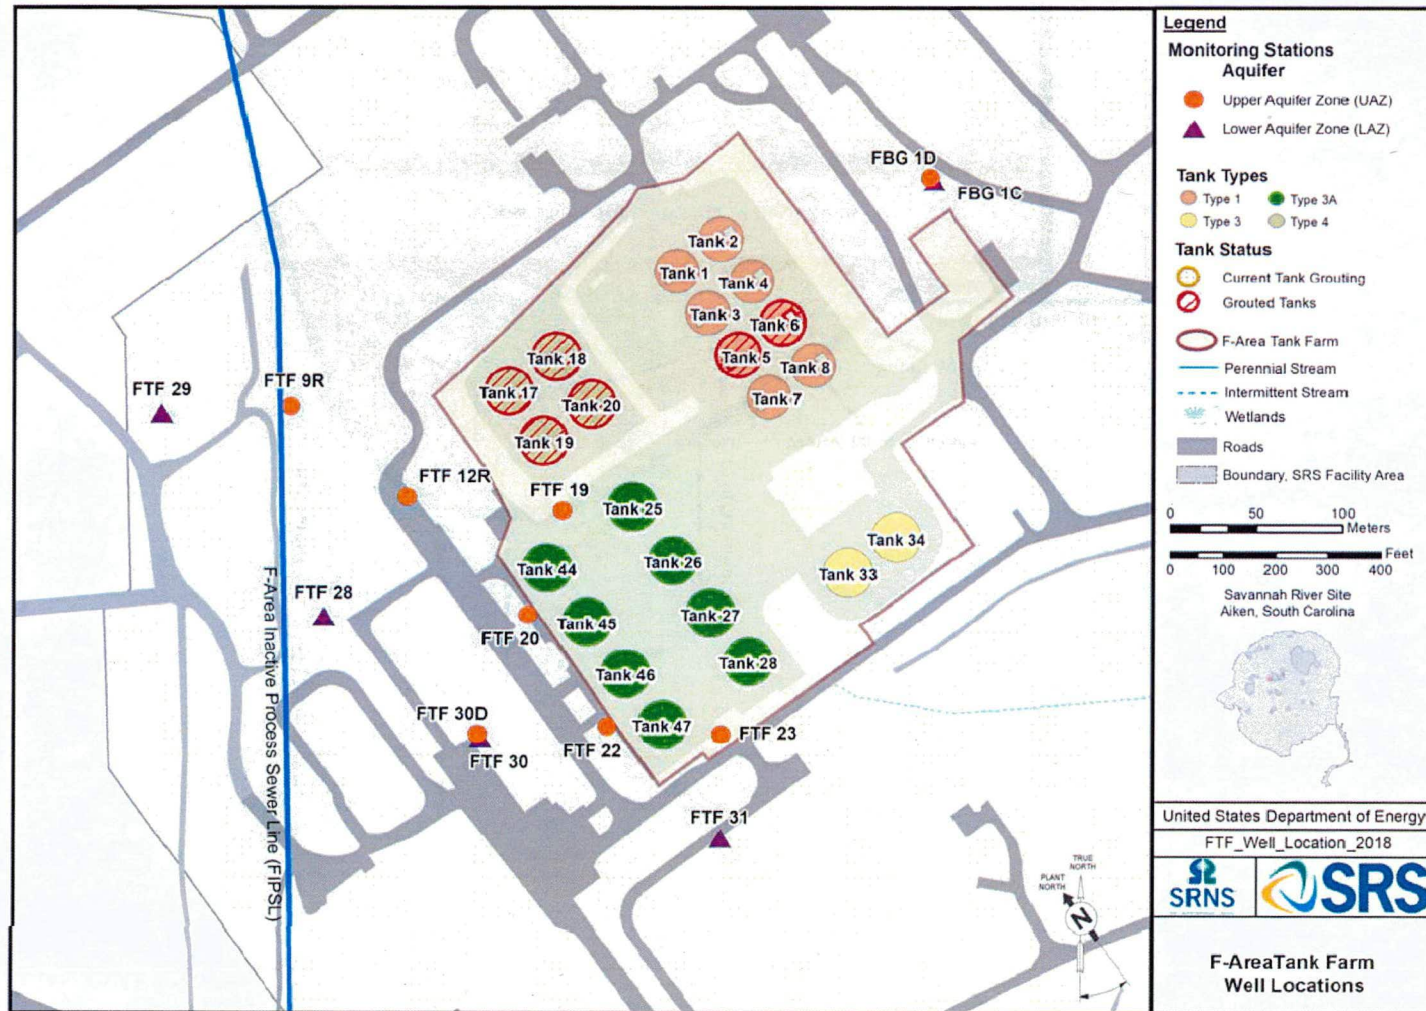 FBG 1D
FBG 1C
Tank 2
Tank 1
Tank 4
Tank 3
Tank 6
Tank 5
Tank 8
Tank 7
Tank 18
Tank 17
Tank 20
Tank 19
FTF 29
FTF 9R
FTF 12R
FTF 19
Tank 25
Tank 34
Tank 33
Tank 44
Tank 26
FTF 28
Tank 45
Tank 27
FTF 20
Tank 28
Tank 46
FTF 30D
FTF 30
Tank 47
FTF 22
FTF 23
FTF 31
F-Area Inactive Process Sewer Line (FIPSL)
TRUE
NORTH
PLANT
NORTH
N
Legend
Monitoring Stations
Aquifer
Upper Aquifer Zone (UAZ)
Lower Aquifer Zone (LAZ)
Tank Types
Type 1
Type 3A
Type 3
Type 4
Tank Status
Current Tank Grouting
Grouted Tanks
F-Area Tank Farm
Perennial Stream
Intermittent Stream
Wetlands
Roads
Boundary, SRS Facility Area
0 50 100
Meters
Feet
0 100 200 300 400
Savannah River Site
Aiken, South Carolina
United States Department of Energy
FTF_Well_Location_2018
SRNS
SRS
F-AreaTank Farm
Well Locations